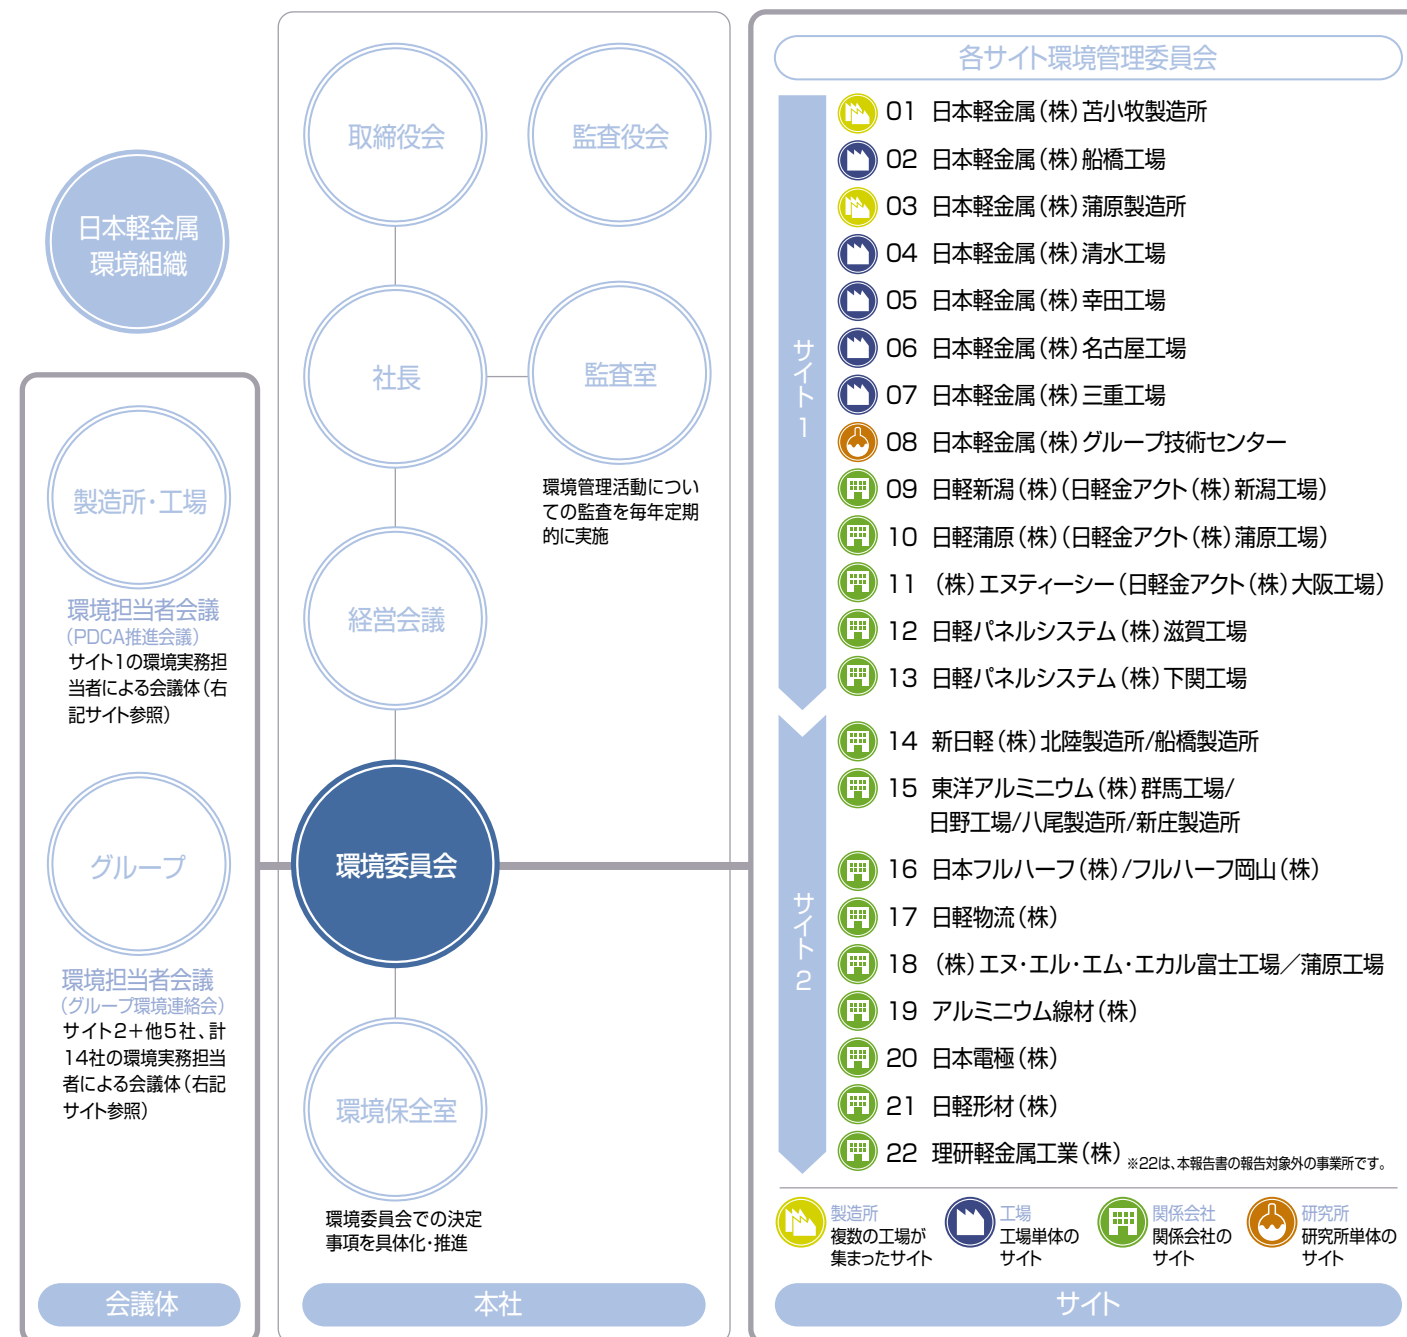 日本軽金属
環境組織
製造所・工場
環境担当者会議
(PDCA推進会議)
サイト1の環境実務担
当者による会議体(右
記サイト参照)
グループ
環境担当者会議
(グループ環境連絡会)
サイト2+他5社、計
14社の環境実務担当
者による会議体(右記
サイト参照)
会議体
取締役会
監査役会
社長
監査室
環境管理活動につい
ての監査を毎年定期
的に実施
経営会議
環境委員会
環境保全室
環境委員会での決定
事項を具体化・推進
本社
各サイト環境管理委員会
サイト1
01 日本軽金属(株)苫小牧製造所
02 日本軽金属(株)船橋工場
03 日本軽金属(株)蒲原製造所
04 日本軽金属(株)清水工場
05 日本軽金属(株)幸田工場
06 日本軽金属(株)名古屋工場
07 日本軽金属(株)三重工場
08 日本軽金属(株)グループ技術センター
09 日軽新潟(株)(日軽金アクト(株)新潟工場)
10 日軽蒲原(株)(日軽金アクト(株)蒲原工場)
11 (株)エヌティーシー(日軽金アクト(株)大阪工場)
12 日軽パネルシステム(株)滋賀工場
13 日軽パネルシステム(株)下関工場
サイト2
14 新日軽(株)北陸製造所/船橋製造所
15 東洋アルミニウム(株)群馬工場/
日野工場/八尾製造所/新庄製造所
16 日本フルハーフ(株)/フルハーフ岡山(株)
17 日軽物流(株)
18 (株)エヌ・エル・エム・エカル富士工場／蒲原工場
19 アルミニウム線材(株)
20 日本電極(株)
21 日軽形材(株)
22 理研軽金属工業(株) ※22は、本報告書の報告対象外の事業所です。
製造所
複数の工場が
集まったサイト
工場
工場単体の
サイト
関係会社
関係会社の
サイト
研究所
研究所単体の
サイト
サイト